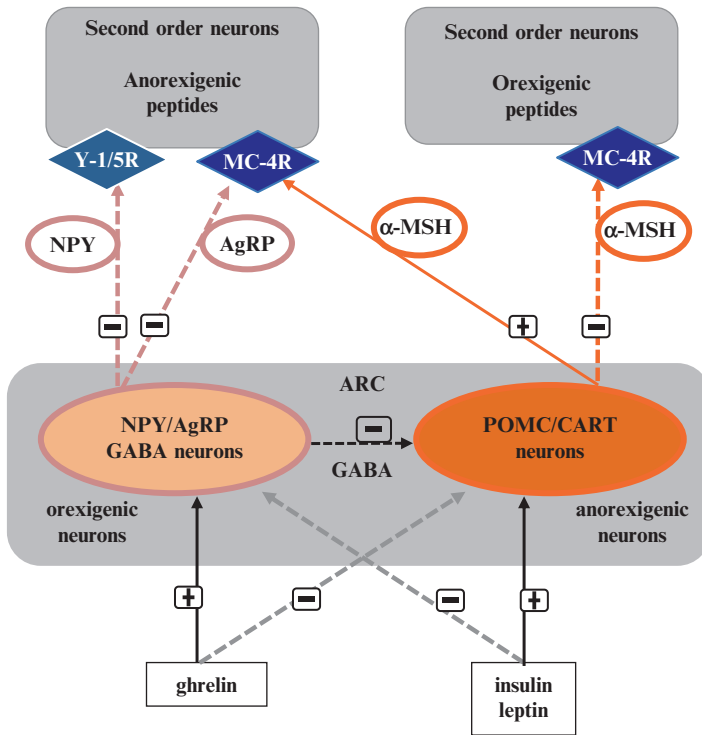 Second order neurons
Anorexigenic
peptides
Second order neurons
Orexigenic
peptides
Y-1/5R
MC-4R
MC-4R
NPY
AgRP
α-MSH
α-MSH
−
−
+
−
ARC
NPY/AgRP
GABA neurons
−
GABA
POMC/CART
neurons
orexigenic
neurons
anorexigenic
neurons
+
−
−
+
ghrelin
insulin
leptin